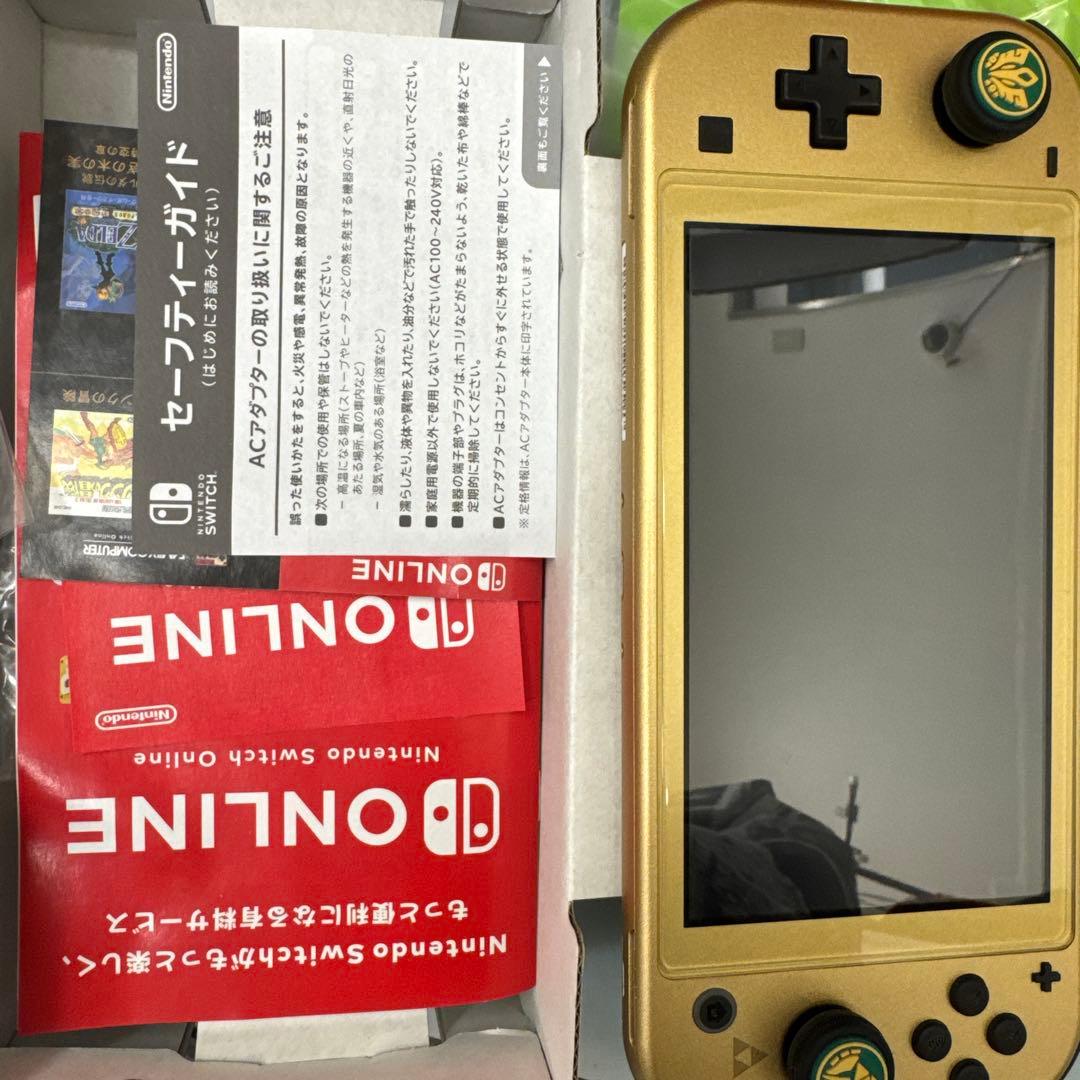 Nintendo
セーフティーガイド
(はじめにお読みください)
NINTENDO
SWITCH
ACアダプターの取り扱いに関するご注意
誤った使いかたをすると、火災や感電、異常発熱、故障の原因となります。
■次の場所での使用や保管はしないでください。
– 高温になる場所(ストーブやヒーターなどの熱を発生する機器の近くや、直射日光の
あたる場所、夏の車内など)
– 湿気や水気のある場所(浴室など)
■濡らしたり、液体や異物を入れたり、油分などで汚れた手で触ったりしないでください。
■家庭用電源以外で使用しないでください(AC100~240V対応)。
■機器の端子部やプラグは、ホコリなどがたまらないよう、乾いた布や綿棒などで
定期的に掃除してください。
■ACアダプターはコンセントからすぐに外せる状態で使用してください。
※定格情報は、ACアダプター本体に印字されています。
裏面もご覧ください▶
ルダの伝説
ZELDA
ンクの冒険
COMPUTER
ONLINE
ONLINE
Nintendo
Nintendo Switch Online
ONLINE
Nintendo Switchがもっと楽しく、
もっと便利になる有料サービス